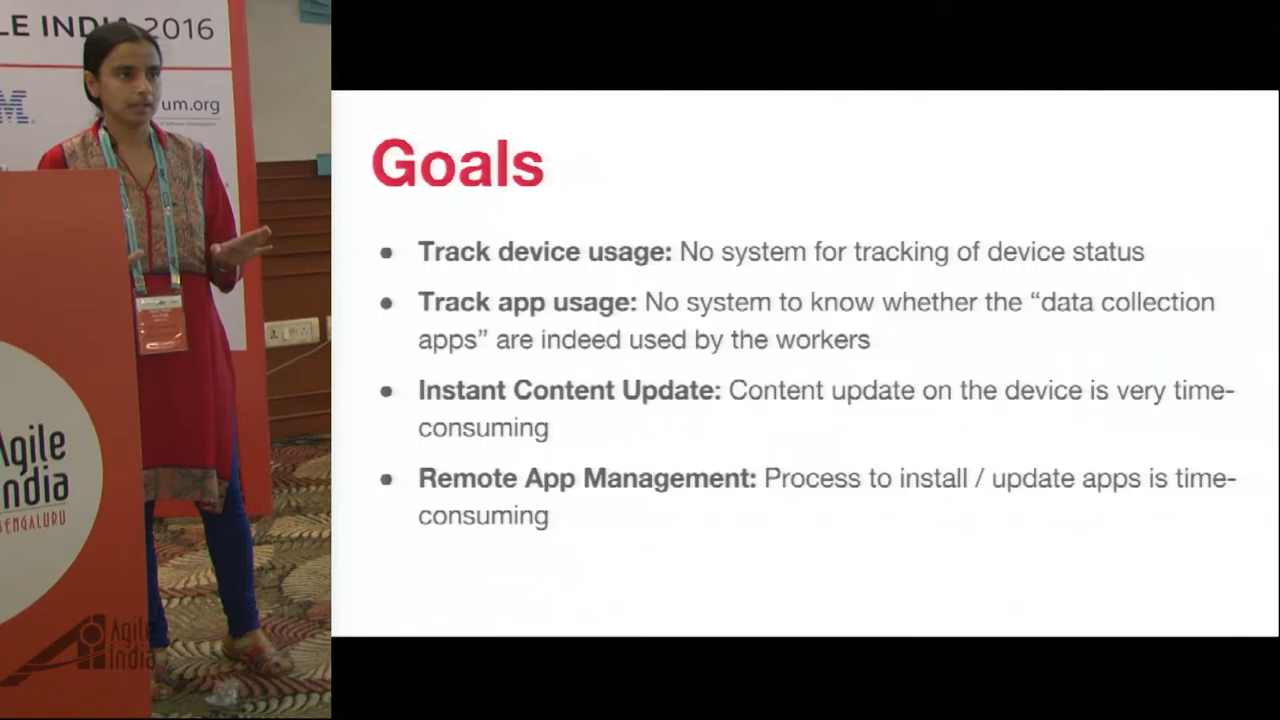 LE INDIA 2016
M
um.org
Agile
India
BENGALURU
Agile
India
Goals
• Track device usage: No system for tracking of device status
• Track app usage: No system to know whether the “data collection
apps” are indeed used by the workers
• Instant Content Update: Content update on the device is very time-
consuming
• Remote App Management: Process to install / update apps is time-
consuming